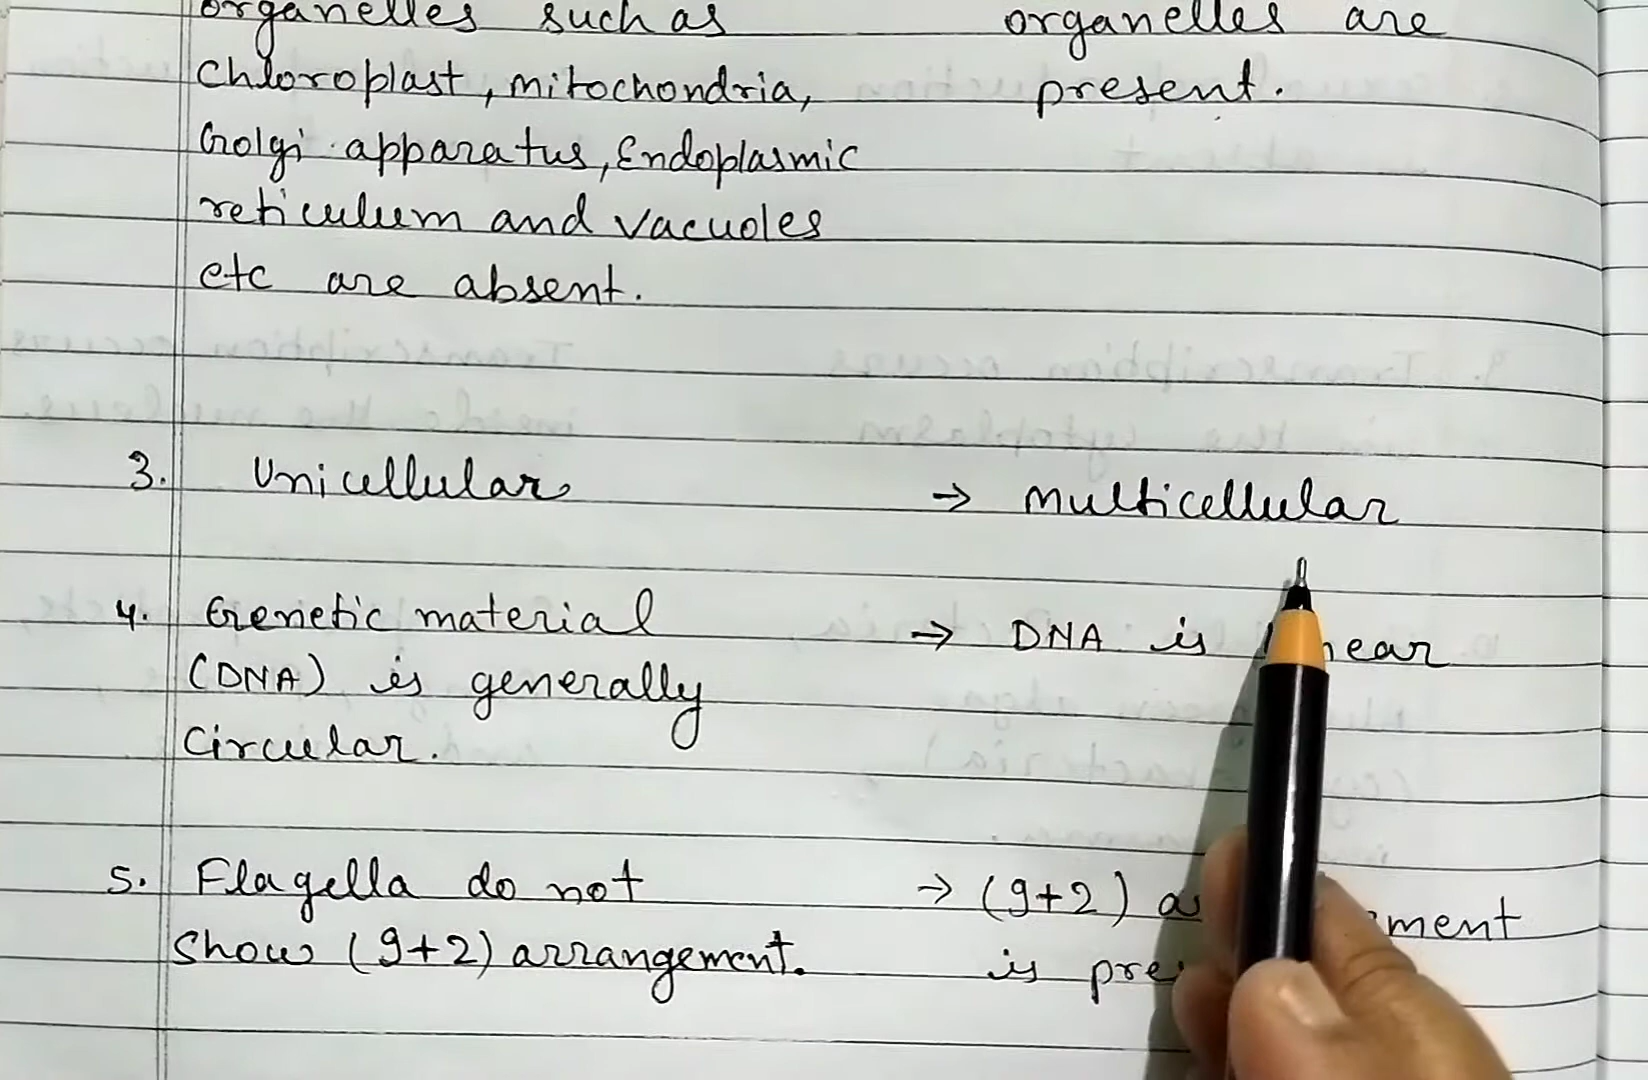 organelles such as
chloroplast, mitochondria,
Golgi apparatus, Endoplasmic
reticulum and vacuoles
etc are absent.
organelles are
present.
3. Unicellular
→ Multicellular
4. Genetic material
(DNA) is generally
circular.
→ DNA is near
5. Flagella do not
show (9+2) arrangement.
→ (9+2) ment
is